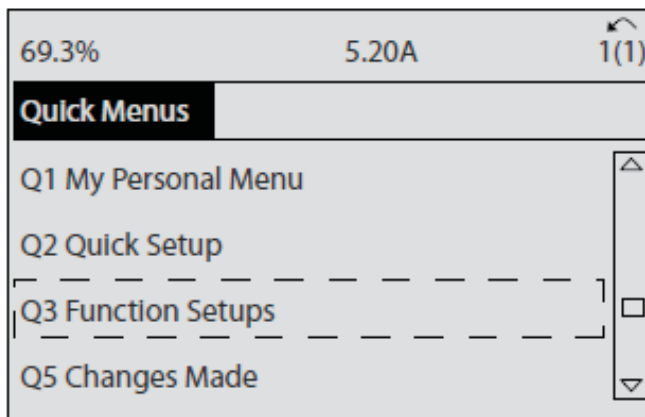 69.3% 5.20A 1(1)
Quick Menus
Q1 My Personal Menu
Q2 Quick Setup
Q3 Function Setups
Q5 Changes Made